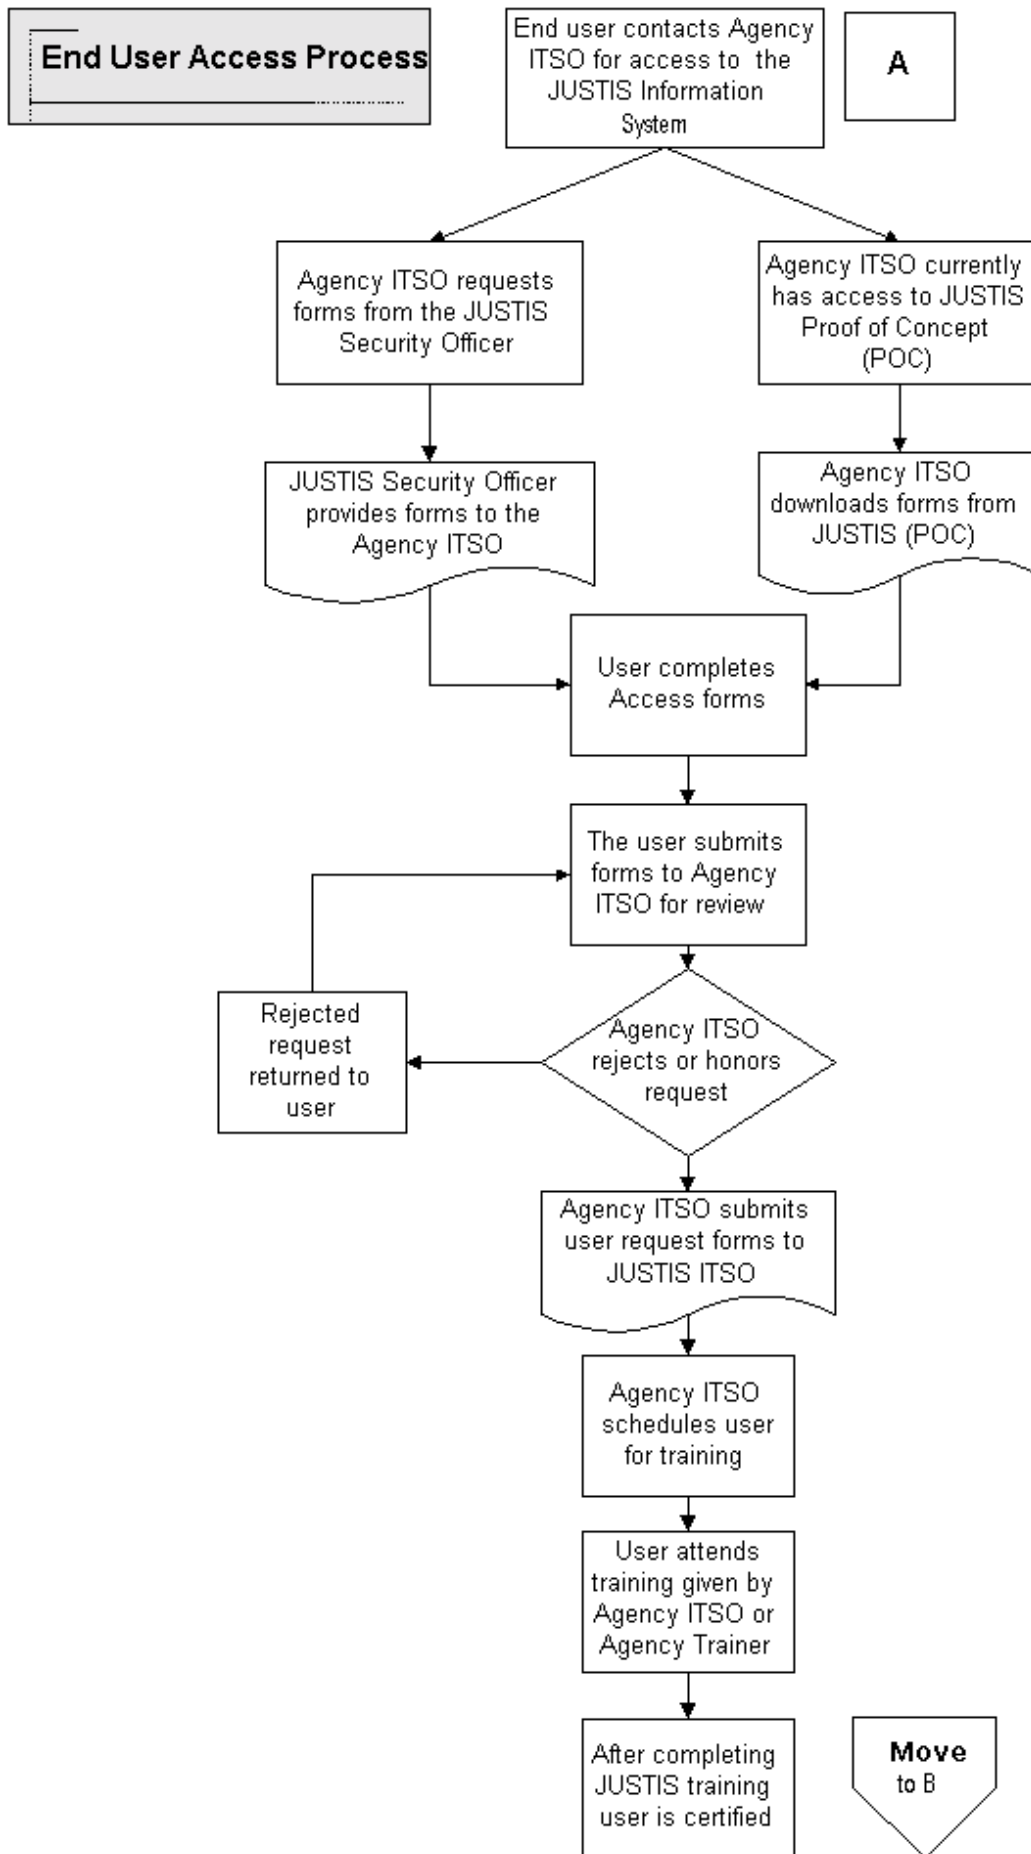 End User Access Process
End user contacts Agency
ITSO for access to the
JUSTIS Information
System
A
Agency ITSO requests
forms from the JUSTIS
Security Officer
Agency ITSO currently
has access to JUSTIS
Proof of Concept
(POC)
JUSTIS Security Officer
provides forms to the
Agency ITSO
Agency ITSO
downloads forms from
JUSTIS (POC)
User completes
Access forms
The user submits
forms to Agency
ITSO for review
Rejected
request
returned to
user
Agency ITSO
rejects or honors
request
Agency ITSO submits
user request forms to
JUSTIS ITSO
Agency ITSO
schedules user
for training
User attends
training given by
Agency ITSO or
Agency Trainer
After completing
JUSTIS training
user is certified
Move
to B